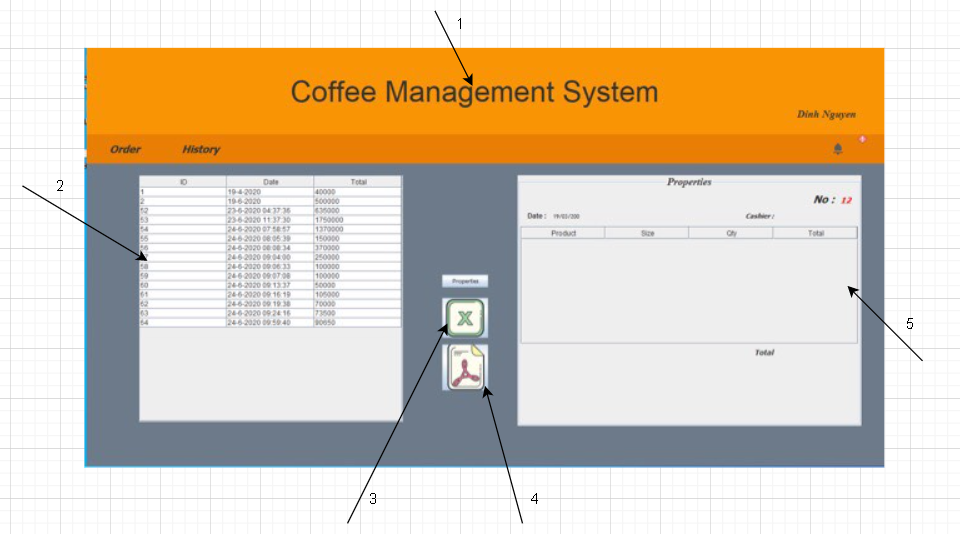 1
Coffee Management System
Dinh Nguyen
Order History
2
ID Date Total
1 19-4-2020 40000
2 19-6-2020 500000
52 23-6-2020 04:37:36 635000
53 23-6-2020 11:37:30 1750000
54 24-6-2020 07:58:57 1370000
55 24-6-2020 08:05:39 150000
56 24-6-2020 08:08:34 370000
24-6-2020 09:04:00 250000
58 24-6-2020 09:06:33 100000
59 24-6-2020 09:07:08 100000
60 24-6-2020 09:13:37 50000
61 24-6-2020 09:16:19 105000
62 24-6-2020 09:19:38 70000
63 24-6-2020 09:24:16 73500
64 24-6-2020 09:59:40 90650
Properties
X
3
4
Properties
No : 12
Date : 19/03/200 Cashier :
Product Size Qty Total
5
Total